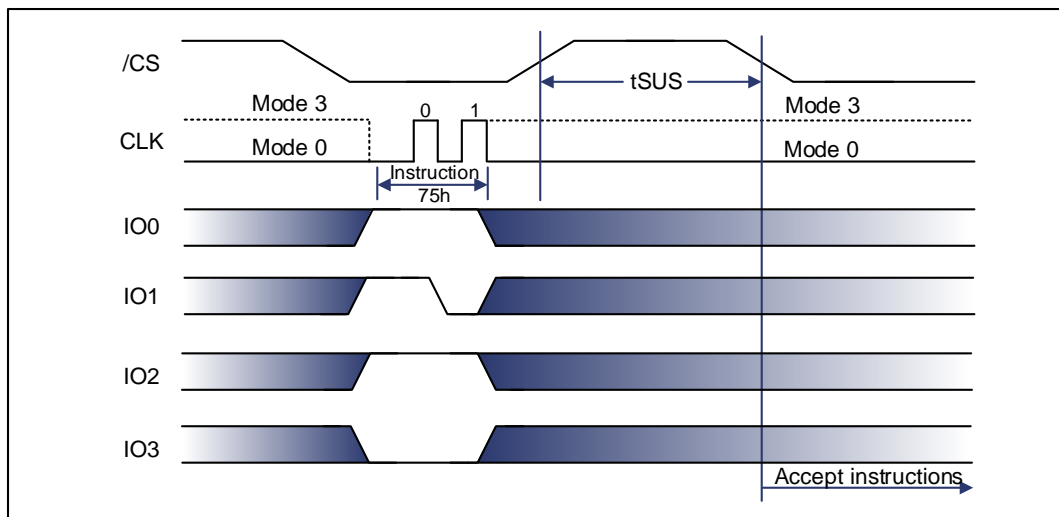 /CS
tSUS
Mode 3
0
1
Mode 3
CLK
Mode 0
Mode 0
Instruction
75h
IO0
IO1
IO2
IO3
Accept instructions